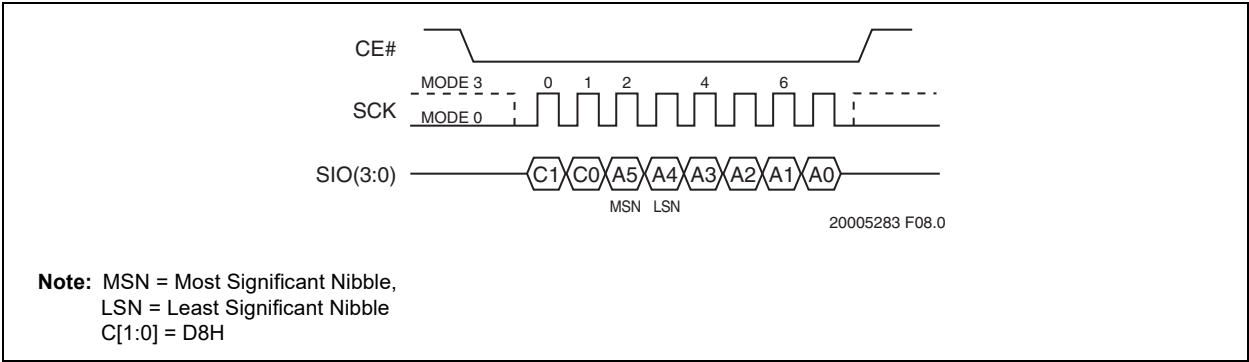 CE#
MODE 3 0 1 2 4 6
SCK
MODE 0
SIO(3:0) C1 C0 A5 A4 A3 A2 A1 A0
MSN LSN
20005283 F08.0
Note: MSN = Most Significant Nibble,
LSN = Least Significant Nibble
C[1:0] = D8H